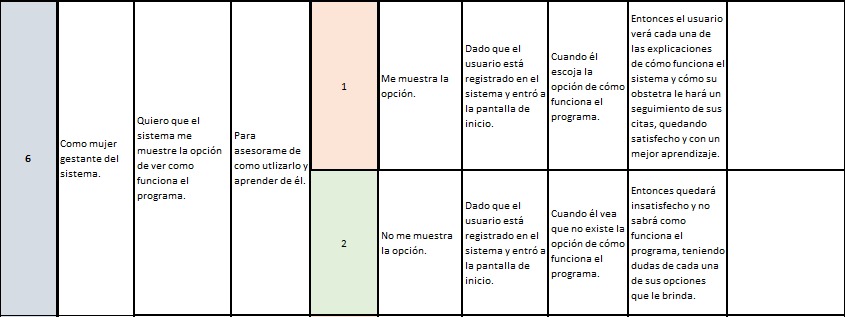 6
Como mujer
gestante del
sistema.
Quiero que el
sistema me
muestre la opción
de ver como
funciona el
programa.
Para
asesorame de
como utlizarlo y
aprender de él.
1
Me muestra la
opción.
Dado que el
usuario está
registrado en el
sistema y entró a
la pantalla de
inicio.
Cuando él
escoja la
opción de cómo
funciona el
programa.
Entonces el usuario
verá cada una de
las explicaciones
de cómo funciona el
sistema y cómo su
obstetra le hará un
seguimiento de sus
citas, quedando
satisfecho y con un
mejor aprendizaje.
2
No me muestra
la opción.
Dado que el
usuario está
registrado en el
sistema y entró a
la pantalla de
inicio.
Cuando él vea
que no existe la
opción de cómo
funciona el
programa.
Entonces quedará
insatisfecho y no
sabrá como
funciona el
programa, teniendo
dudas de cada una
de sus opciones
que le brinda.